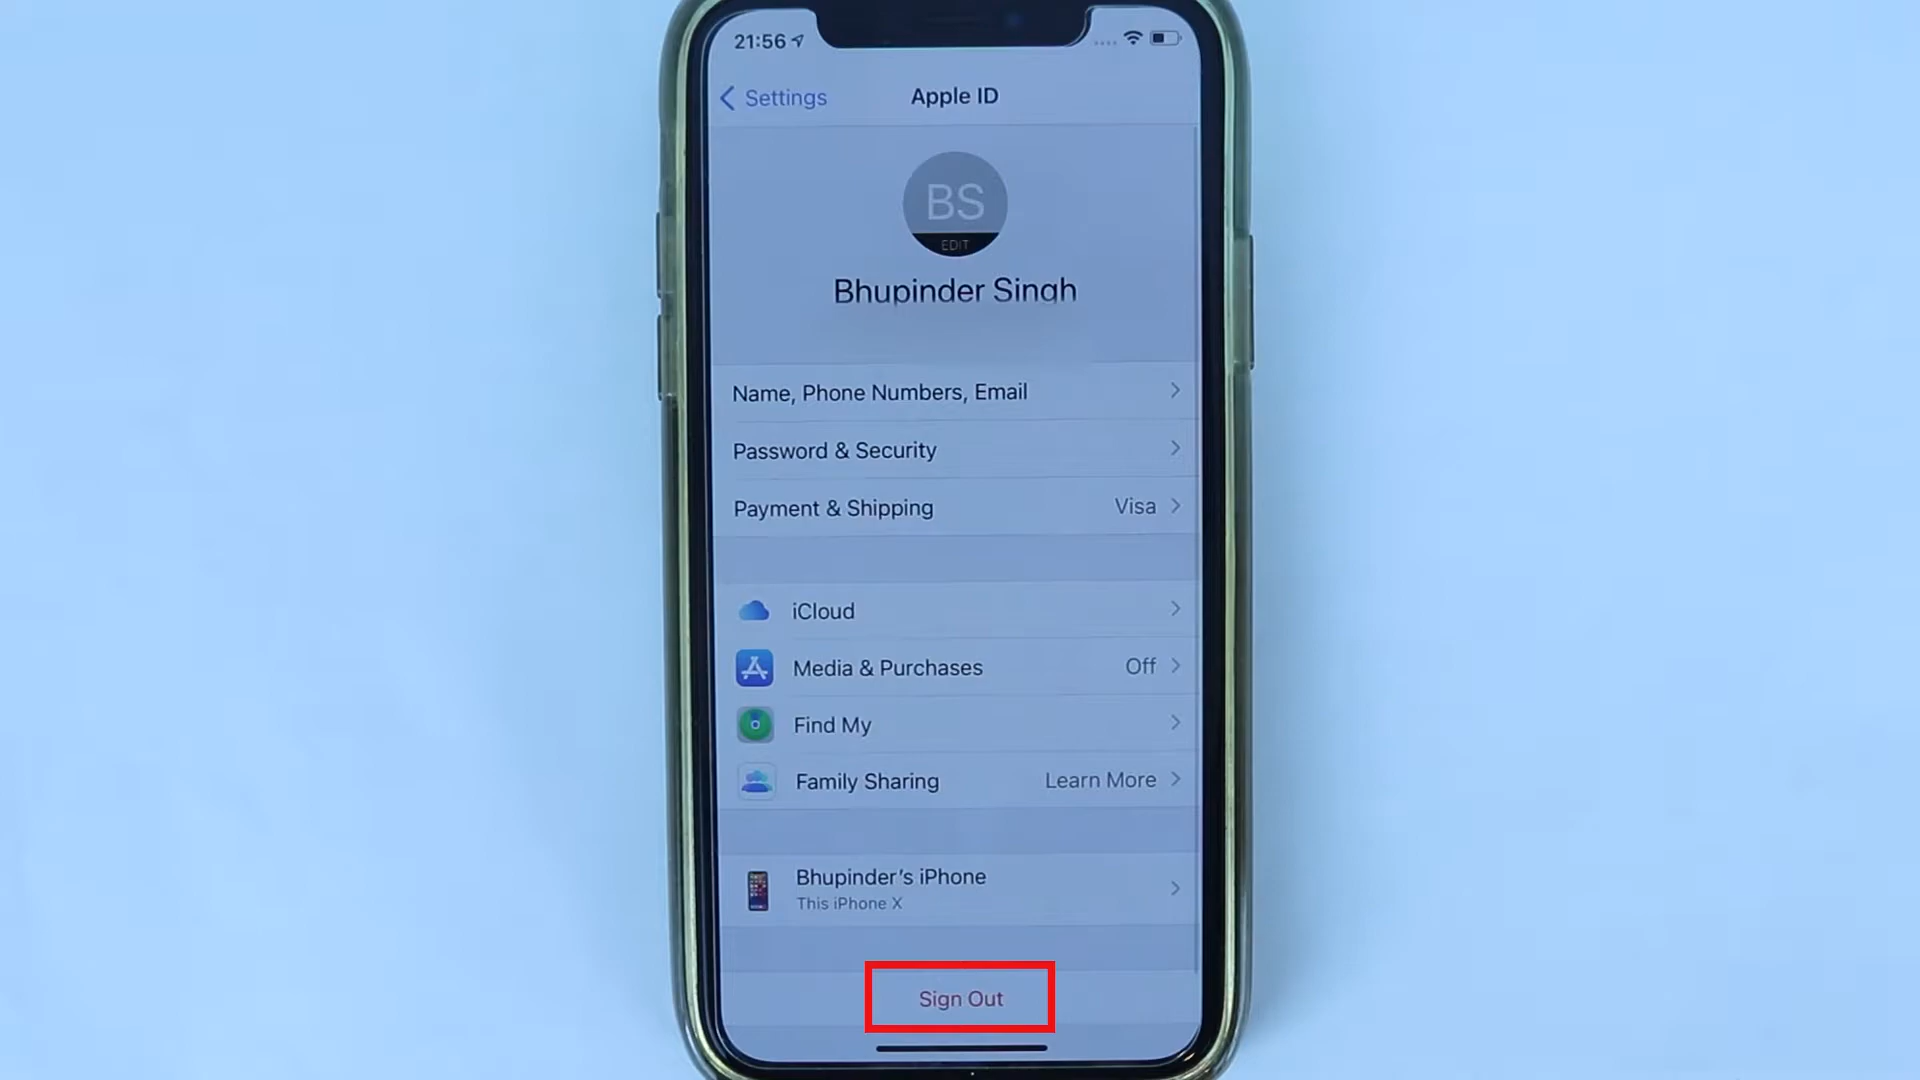 21:56
Settings
Apple ID
BS
EDIT
Bhupinder Singh
Name, Phone Numbers, Email
Password & Security
Payment & Shipping Visa
iCloud
Media & Purchases Off
Find My
Family Sharing Learn More
Bhupinder's iPhone
This iPhone X
Sign Out